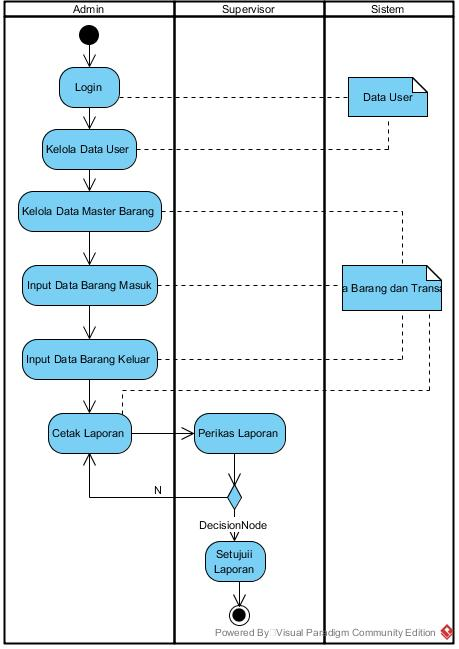 Admin
Supervisor
Sistem
Login
Data User
Kelola Data User
Kelola Data Master Barang
Input Data Barang Masuk
a Barang dan Transa
Input Data Barang Keluar
Cetak Laporan
Perikas Laporan
N
DecisionNode
Setujuii
Laporan
Powered By Visual Paradigm Community Edition